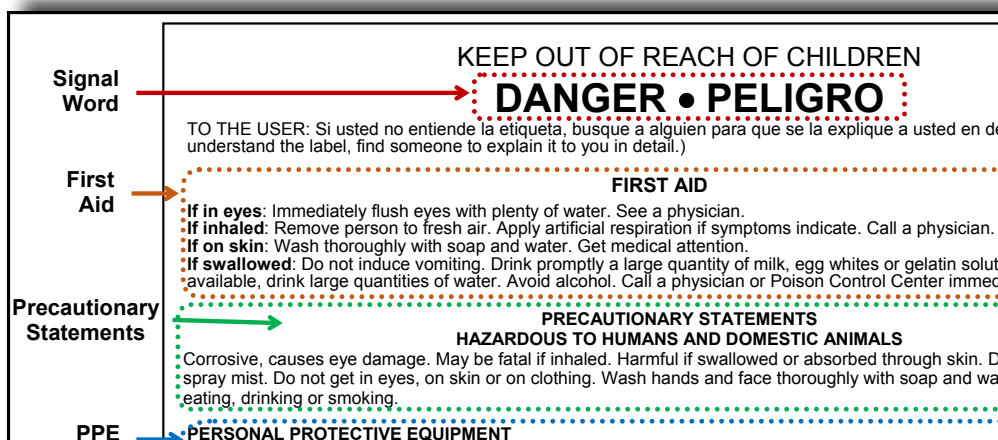 KEEP OUT OF REACH OF CHILDREN
Signal
Word
DANGER • PELIGRO
TO THE USER: Si usted no entiende la etiqueta, busque a alguien para que se la explique a usted en
understand the label, find someone to explain it to you in detail.)
First
Aid
FIRST AID
If in eyes: Immediately flush eyes with plenty of water. See a physician.
If inhaled: Remove person to fresh air. Apply artificial respiration if symptoms indicate. Call a physician.
If on skin: Wash thoroughly with soap and water. Get medical attention.
If swallowed: Do not induce vomiting. Drink promptly a large quantity of milk, egg whites or gelatin
available, drink large quantities of water. Avoid alcohol. Call a physician or Poison Control Center
Precautionary
Statements
PRECAUTIONARY STATEMENTS
HAZARDOUS TO HUMANS AND DOMESTIC ANIMALS
Corrosive, causes eye damage. May be fatal if inhaled. Harmful if swallowed or absorbed through skin.
spray mist. Do not get in eyes, on skin or on clothing. Wash hands and face thoroughly with soap and
eating, drinking or smoking.
PPE
PERSONAL PROTECTIVE EQUIPMENT